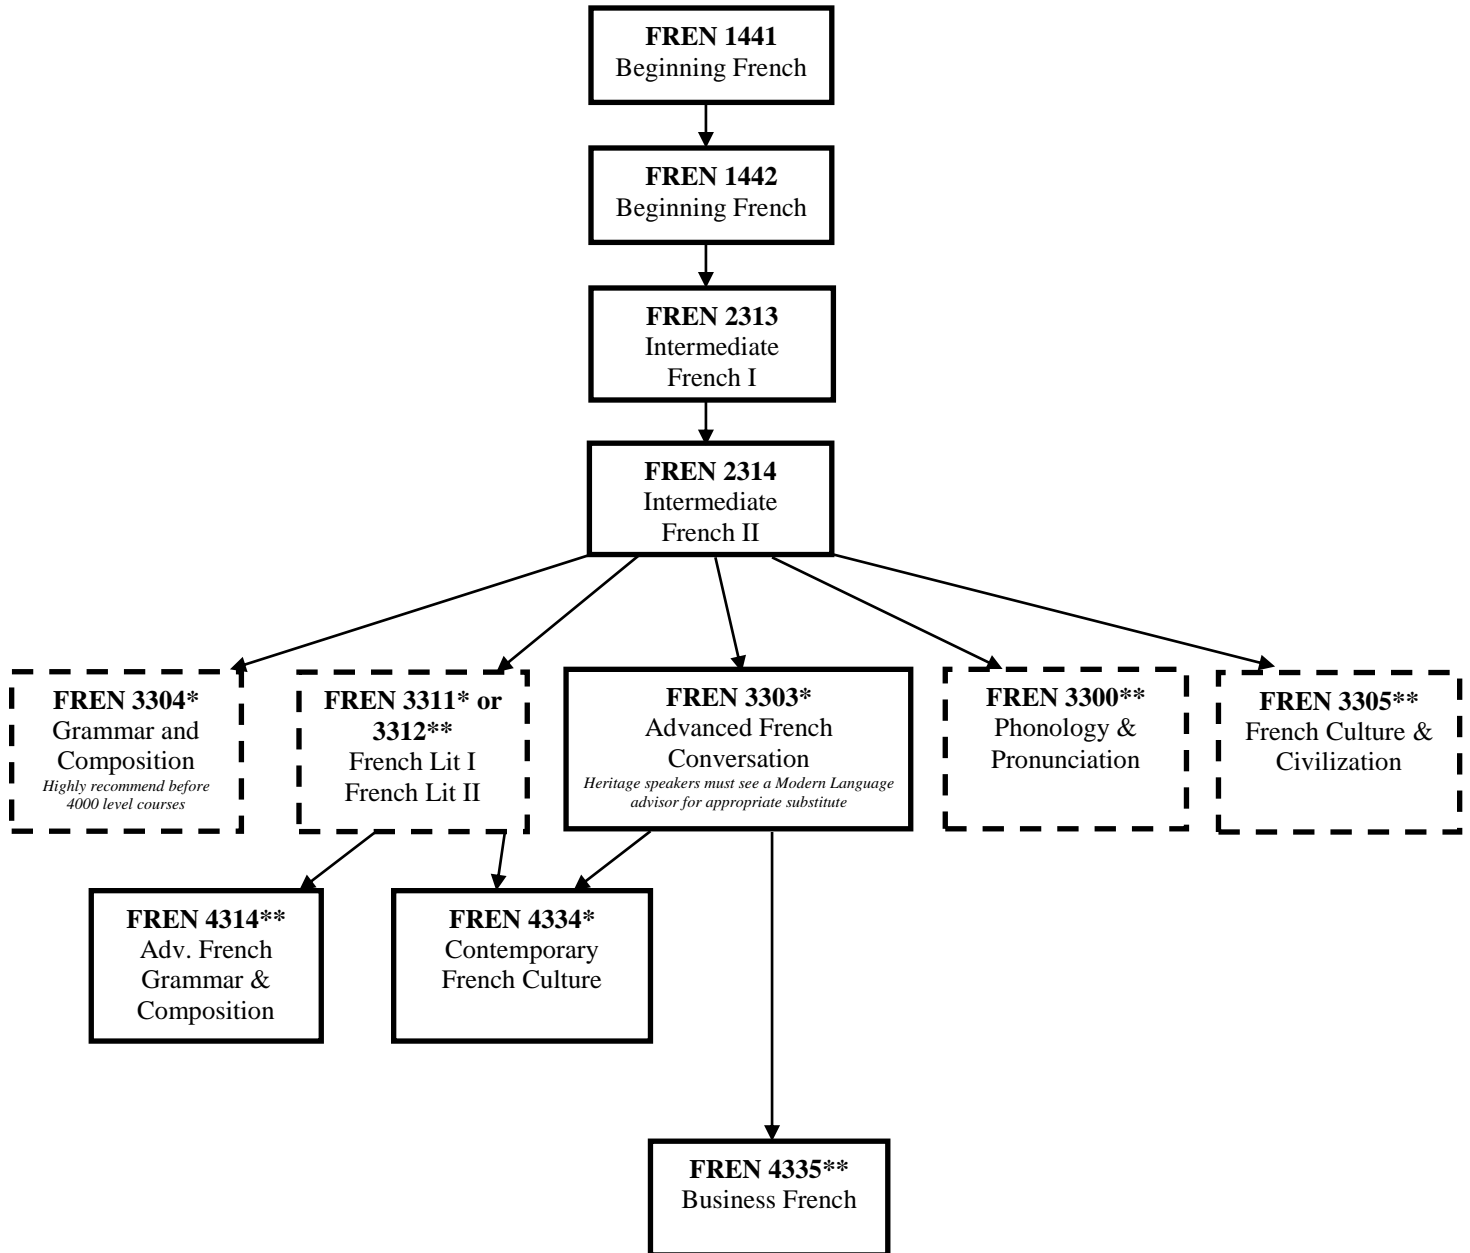 FREN 1441
Beginning French
FREN 1442
Beginning French
FREN 2313
Intermediate
French I
FREN 2314
Intermediate
French II
FREN 3304*
Grammar and
Composition
Highly recommend before
4000 level courses
FREN 3311* or
3312**
French Lit I
French Lit II
FREN 3303*
Advanced French
Conversation
Heritage speakers must see a Modern Language
advisor for appropriate substitute
FREN 3300**
Phonology &
Pronunciation
FREN 3305**
French Culture &
Civilization
FREN 4314**
Adv. French
Grammar &
Composition
FREN 4334*
Contemporary
French Culture
FREN 4335**
Business French